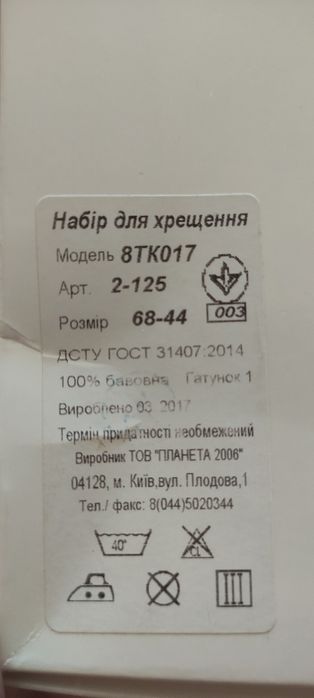 Набір для хрещення
Модель 8ТК017
Арт. 2-125
003
Розмір 68-44
ДСТУ ГОСТ 31407:2014
100% бавовна Гатунок 1
Вироблено 03. 2017
Термін придатності необмежений
Виробник ТОВ "ПЛАНЕТА 2006"
04128, м. Київ,вул. Плодова,1
Тел./ факс: 8(044)5020344
40°
CL